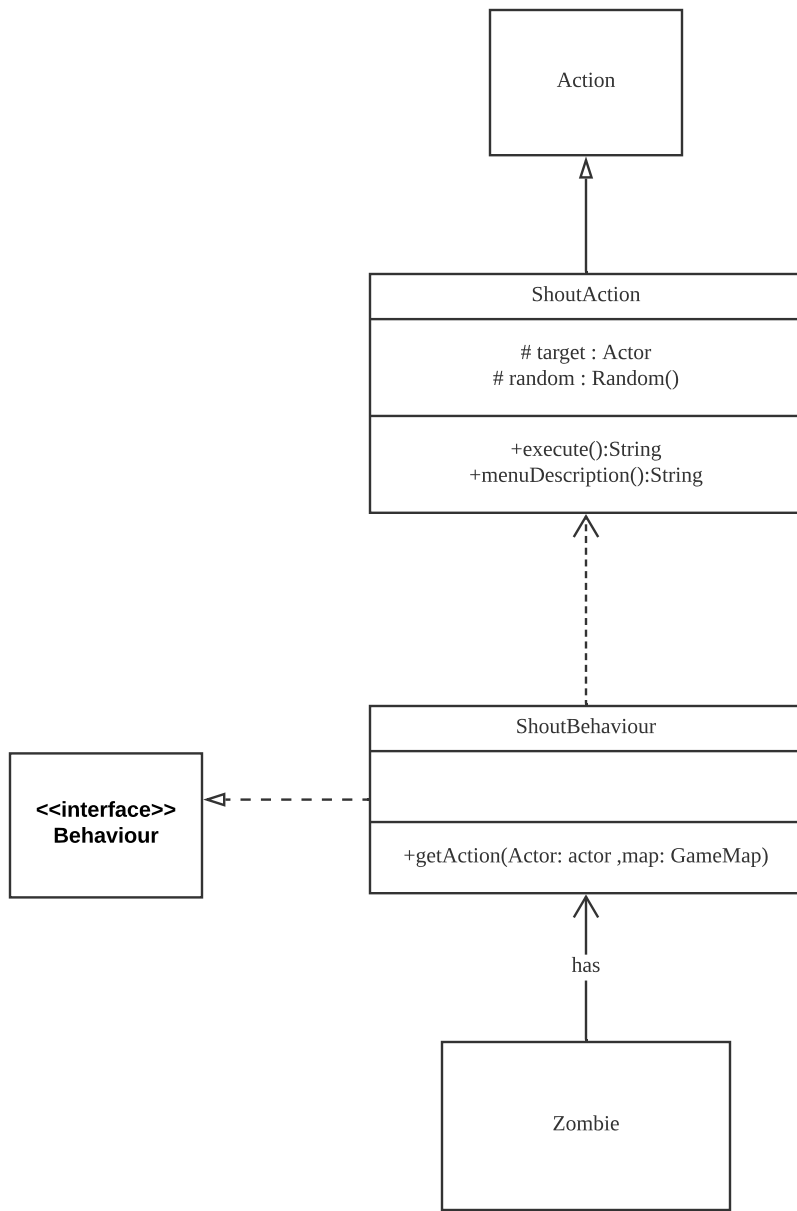 Action
ShoutAction
# target : Actor
# random : Random()
+execute():String
+menuDescription():String
ShoutBehaviour
+getAction(Actor: actor ,map: GameMap)
<<interface>>
Behaviour
has
Zombie